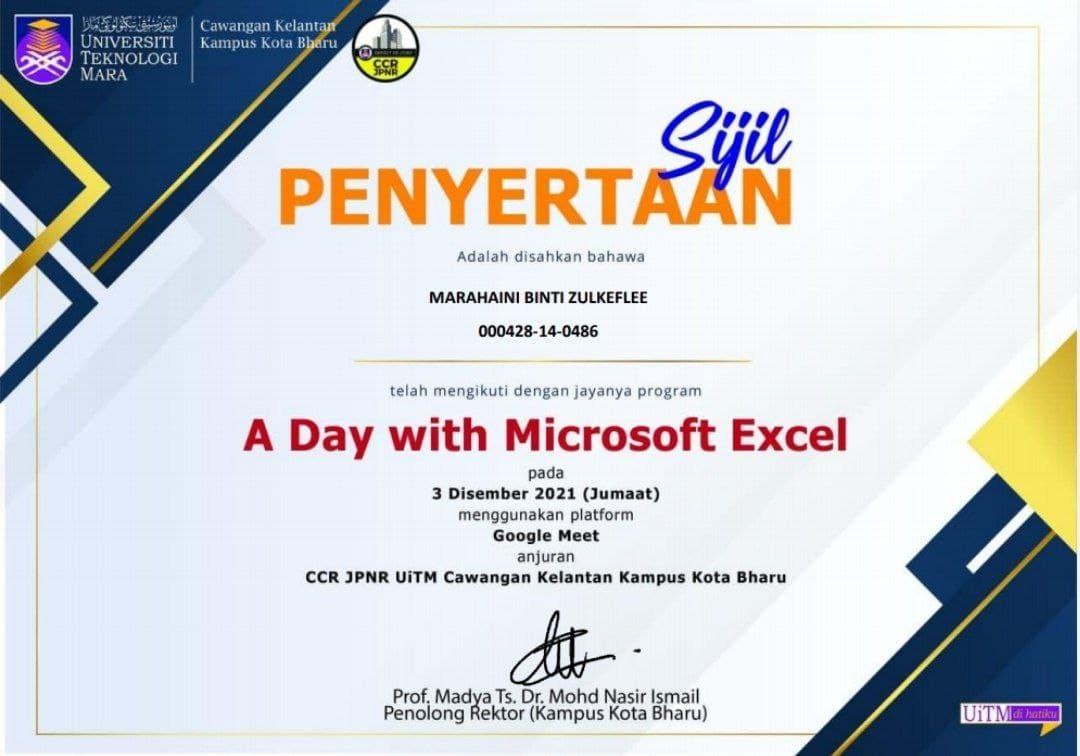 UNIVERSITI
TEKNOLOGI
MARA
Cawangan Kelantan
Kampus Kota Bharu
CCR
JPNR
Sijil
PENYERTAAN
Adalah disahkan bahawa
MARAHAINI BINTI ZULKEFLEE
000428-14-0486
telah mengikuti dengan jayanya program
A Day with Microsoft Excel
pada
3 Disember 2021 (Jumaat)
menggunakan platform
Google Meet
anjuran
CCR JPNR UiTM Cawangan Kelantan Kampus Kota Bharu
Prof. Madya Ts. Dr. Mohd Nasir Ismail
Penolong Rektor (Kampus Kota Bharu)
UiTM di hatiku